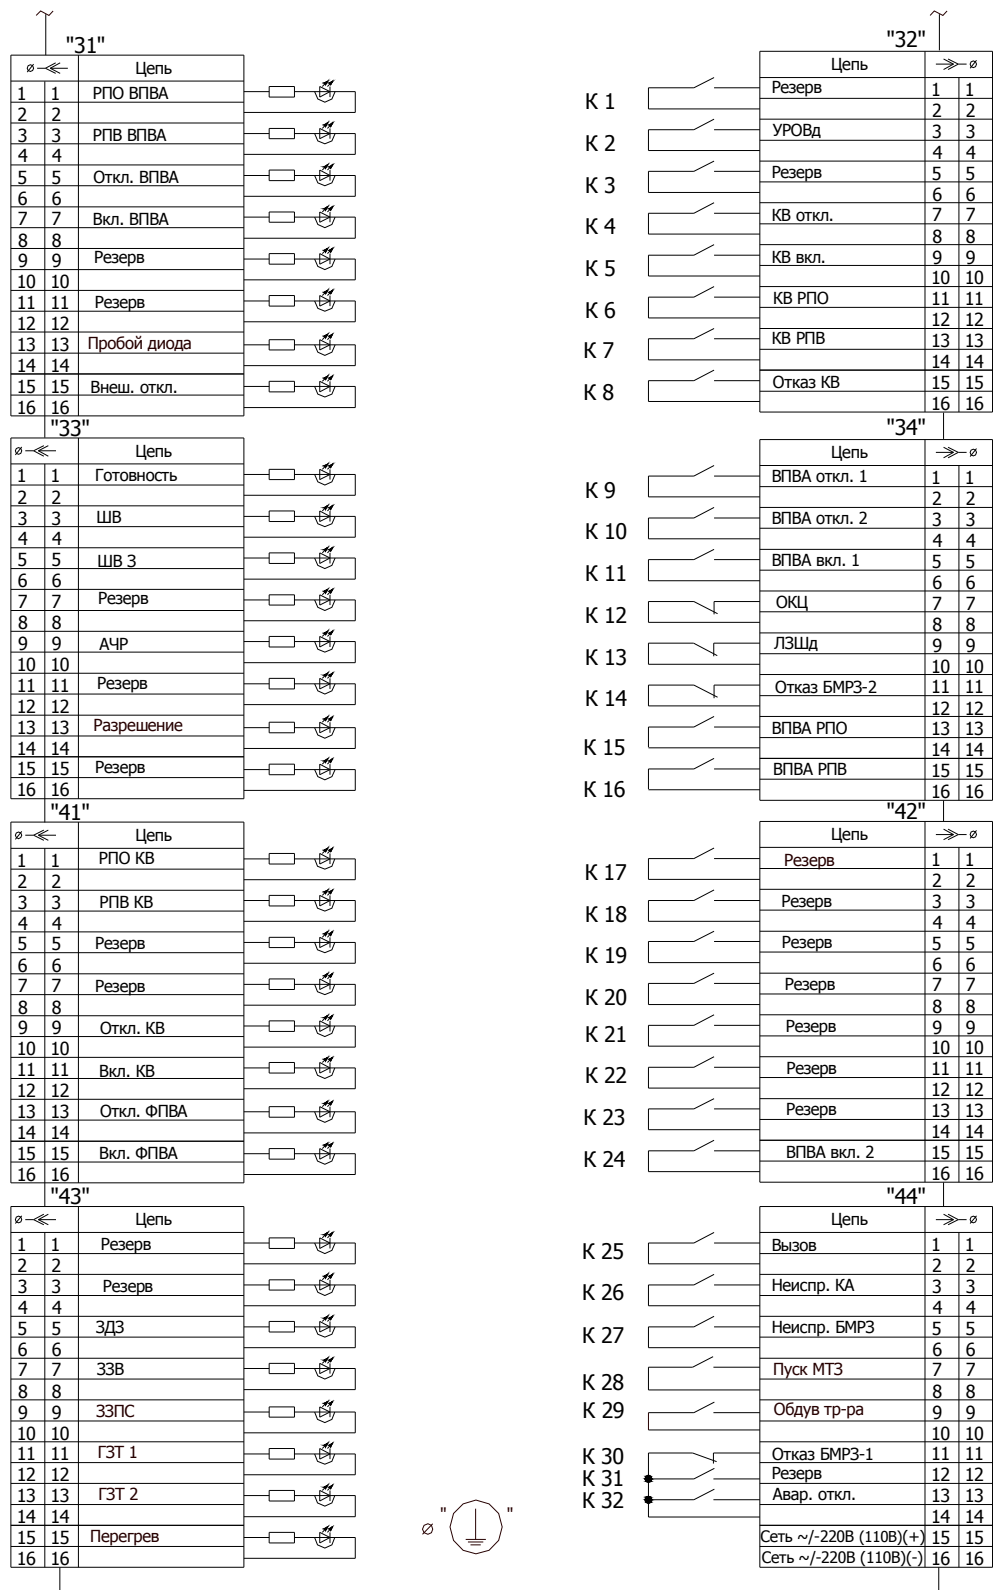 "31"
Цепь
1 1 РПО ВПВА
2 2
3 3 РПВ ВПВА
4 4
5 5 Откл. ВПВА
6 6
7 7 Вкл. ВПВА
8 8
9 9 Резерв
10 10
11 11 Резерв
12 12
13 13 Пробой диода
14 14
15 15 Внеш. откл.
16 16
"33"
Цепь
1 1 Готовность
2 2
3 3 ШВ
4 4
5 5 ШВ З
6 6
7 7 Резерв
8 8
9 9 АЧР
10 10
11 11 Резерв
12 12
13 13 Разрешение
14 14
15 15 Резерв
16 16
"41"
Цепь
1 1 РПО КВ
2 2
3 3 РПВ КВ
4 4
5 5 Резерв
6 6
7 7 Резерв
8 8
9 9 Откл. КВ
10 10
11 11 Вкл. КВ
12 12
13 13 Откл. ФПВА
14 14
15 15 Вкл. ФПВА
16 16
"43"
Цепь
1 1 Резерв
2 2
3 3 Резерв
4 4
5 5 ЗДЗ
6 6
7 7 ЗЗВ
8 8
9 9 ЗЗПС
10 10
11 11 ГЗТ 1
12 12
13 13 ГЗТ 2
14 14
15 15 Перегрев
16 16
ø " "
"32"
Цепь
К 1 Резерв 1 1
2 2
К 2 УРОВд 3 3
4 4
К 3 Резерв 5 5
6 6
К 4 КВ откл. 7 7
8 8
К 5 КВ вкл. 9 9
10 10
К 6 КВ РПО 11 11
12 12
К 7 КВ РПВ 13 13
14 14
К 8 Отказ КВ 15 15
16 16
"34"
Цепь
К 9 ВПВА откл. 1 1 1
2 2
К 10 ВПВА откл. 2 3 3
4 4
К 11 ВПВА вкл. 1 5 5
6 6
К 12 ОКЦ 7 7
8 8
К 13 ЛЗШд 9 9
10 10
К 14 Отказ БМРЗ-2 11 11
12 12
К 15 ВПВА РПО 13 13
14 14
К 16 ВПВА РПВ 15 15
16 16
"42"
Цепь
К 17 Резерв 1 1
2 2
К 18 Резерв 3 3
4 4
К 19 Резерв 5 5
6 6
К 20 Резерв 7 7
8 8
К 21 Резерв 9 9
10 10
К 22 Резерв 11 11
12 12
К 23 Резерв 13 13
14 14
К 24 ВПВА вкл. 2 15 15
16 16
"44"
Цепь
К 25 Вызов 1 1
2 2
К 26 Неиспр. КА 3 3
4 4
К 27 Неиспр. БМРЗ 5 5
6 6
К 28 Пуск МТЗ 7 7
8 8
К 29 Обдув тр-ра 9 9
10 10
К 30 Отказ БМРЗ-1 11 11
К 31 Резерв 12 12
К 32 Авар. откл. 13 13
14 14
Сеть ~/-220В (110В)(+) 15 15
Сеть ~/-220В (110В)(-) 16 16